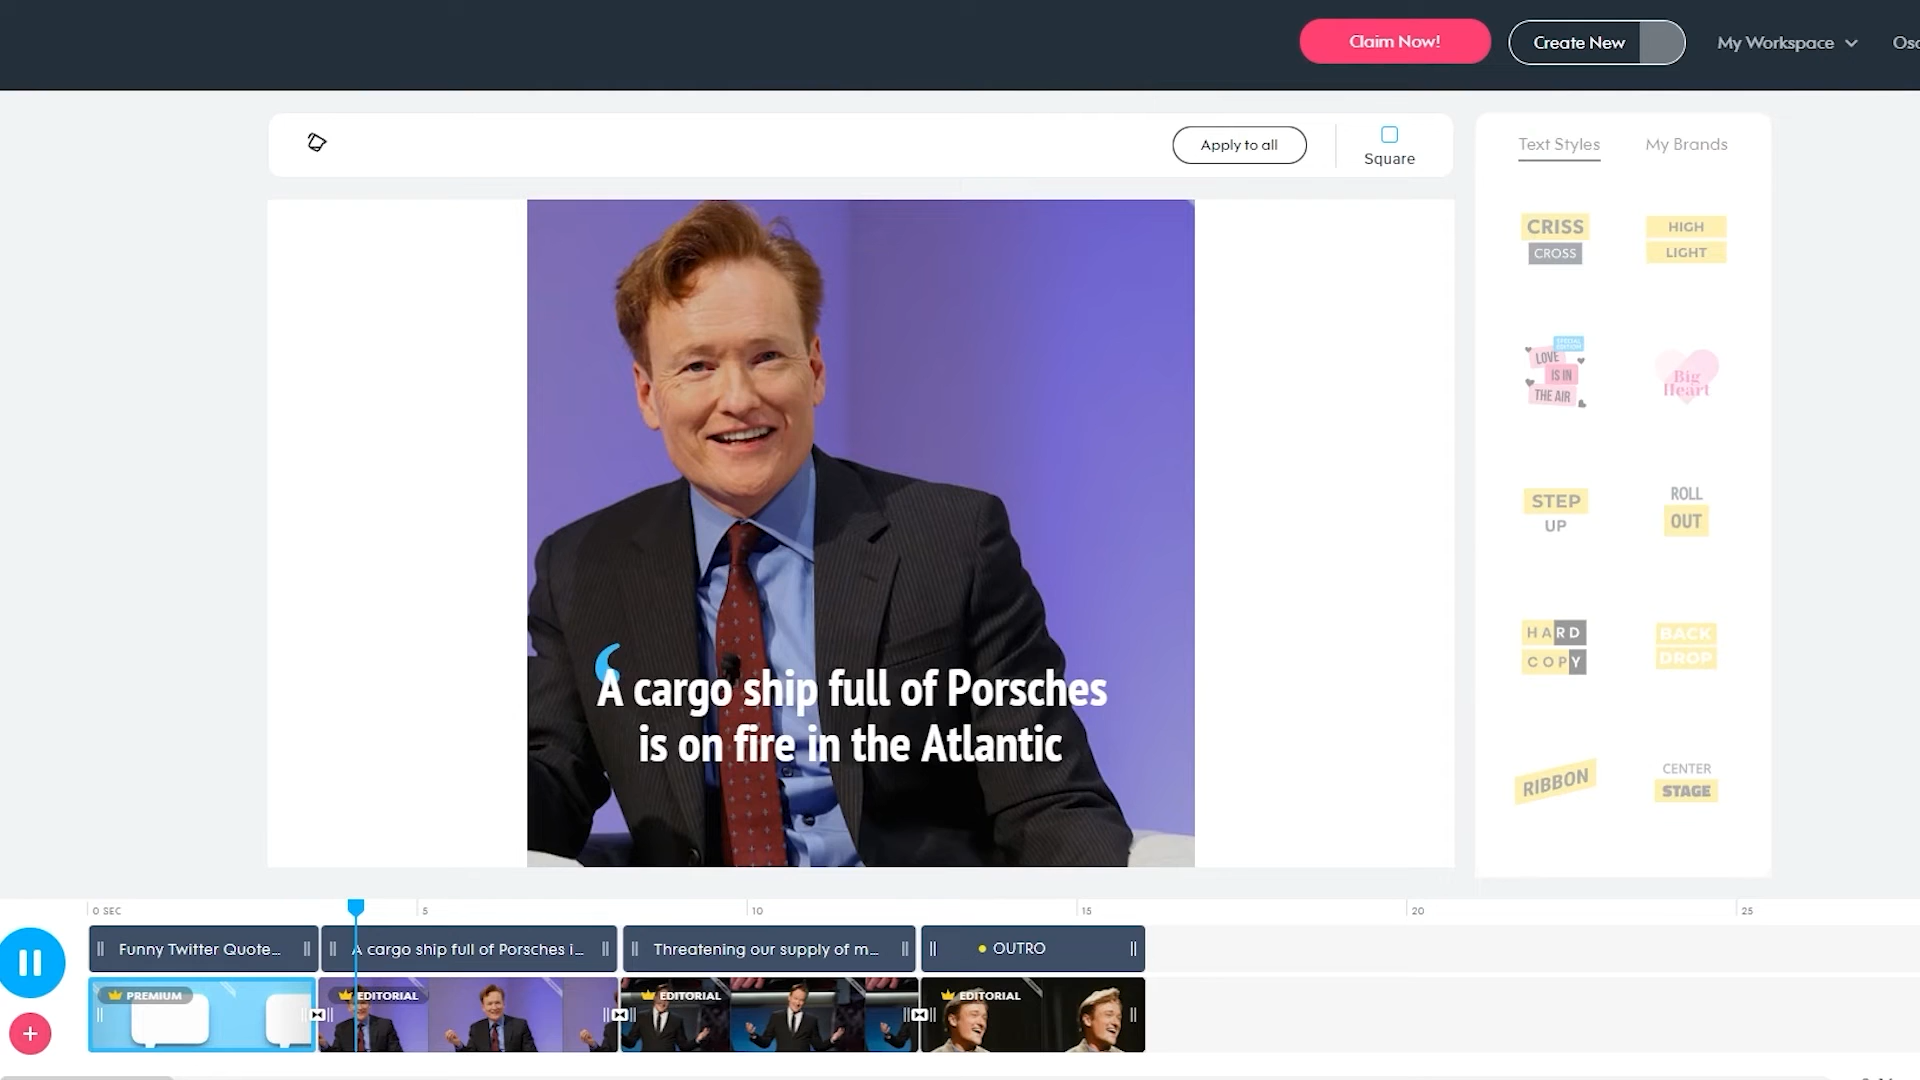 Claim Now!
Create New
My Workspace
Apply to all
Square
Text Styles
My Brands
CRISS
CROSS
HIGH
LIGHT
SPECIAL
EDITION
LOVE
IS IN
THE AIR
Big
Heart
STEP
UP
ROLL
OUT
HARD
COPY
BACK
DROP
RIBBON
CENTER
STAGE
‘
A cargo ship full of Porsches
is on fire in the Atlantic
0 SEC
5
10
15
20
25
Funny Twitter Quote...
A cargo ship full of Porsches i...
Threatening our supply of m...
OUTRO
PREMIUM
EDITORIAL
EDITORIAL
EDITORIAL